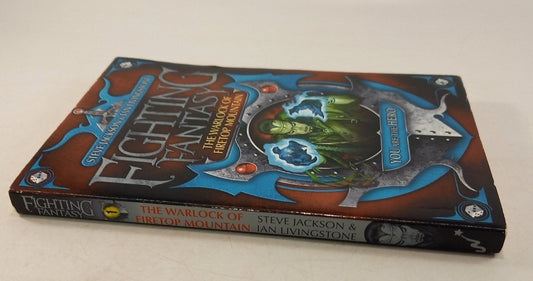 STEVE JACKSON & IAN LIVINGSTONE
FIGHTING
FANTASY
THE WARLOCK OF
FIRETOP MOUNTAIN
YOU ARE THE HERO!
FIGHTING
FANTASY
1
THE WARLOCK OF
FIRETOP MOUNTAIN
STEVE JACKSON &
IAN LIVINGSTONE